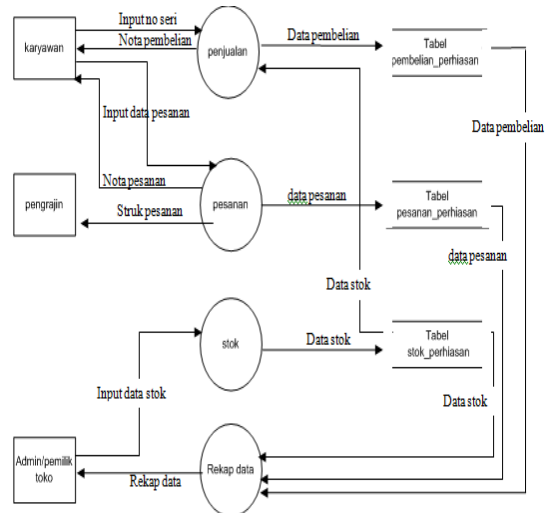 Input no seri
Nota pembelian
karyawan
penjualan
Data pembelian
Tabel
pembelian_perhiasan
Input data pesanan
Data pembelian
Nota pesanan
pengrajin
Struk pesanan
pesanan
data pesanan
Tabel
pesanan_perhiasan
data pesanan
Data stok
stok
Data stok
Tabel
stok_perhiasan
Input data stok
Data stok
Admin/pemilik
toko
Rekap data
Rekap data